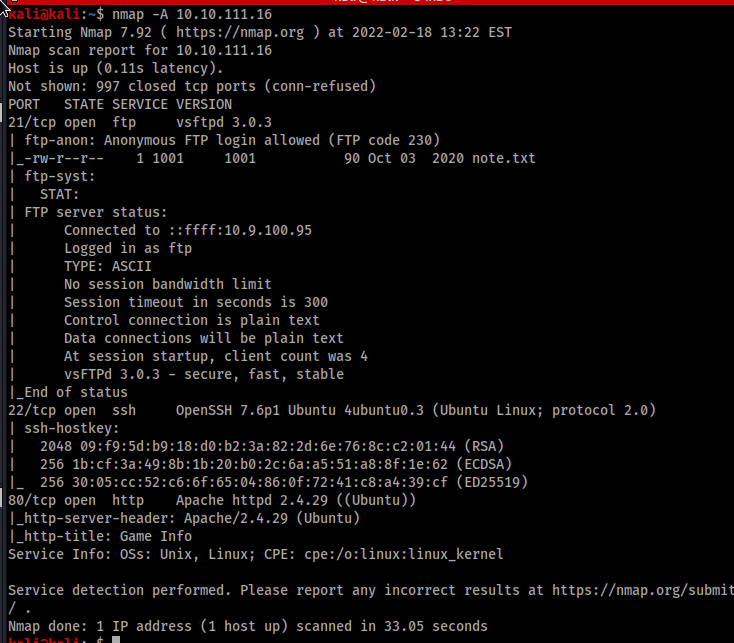 kali@kali:~$ nmap -A 10.10.111.16
Starting Nmap 7.92 ( https://nmap.org ) at 2022-02-18 13:22 EST
Nmap scan report for 10.10.111.16
Host is up (0.11s latency).
Not shown: 997 closed tcp ports (conn-refused)
PORT   STATE SERVICE VERSION
21/tcp open  ftp     vsftpd 3.0.3
| ftp-anon: Anonymous FTP login allowed (FTP code 230)
|_-rw-r--r--    1 1001     1001           90 Oct 03  2020 note.txt
| ftp-syst:
|   STAT:
| FTP server status:
|      Connected to ::ffff:10.9.100.95
|      Logged in as ftp
|      TYPE: ASCII
|      No session bandwidth limit
|      Session timeout in seconds is 300
|      Control connection is plain text
|      Data connections will be plain text
|      At session startup, client count was 4
|      vsFTPd 3.0.3 - secure, fast, stable
|_End of status
22/tcp open  ssh     OpenSSH 7.6p1 Ubuntu 4ubuntu0.3 (Ubuntu Linux; protocol 2.0)
| ssh-hostkey:
|   2048 09:f9:5d:b9:18:d0:b2:3a:82:2d:6e:76:8c:c2:01:44 (RSA)
|   256 1b:cf:3a:49:8b:1b:20:b0:2c:6a:a5:51:a8:8f:1e:62 (ECDSA)
|_  256 30:05:cc:52:c6:6f:65:04:86:0f:72:41:c8:a4:39:cf (ED25519)
80/tcp open  http    Apache httpd 2.4.29 ((Ubuntu))
|_http-server-header: Apache/2.4.29 (Ubuntu)
|_http-title: Game Info
Service Info: OSs: Unix, Linux; CPE: cpe:/o:linux:linux_kernel

Service detection performed. Please report any incorrect results at https://nmap.org/submit
/ .
Nmap done: 1 IP address (1 host up) scanned in 33.05 seconds
kali@kali:~$